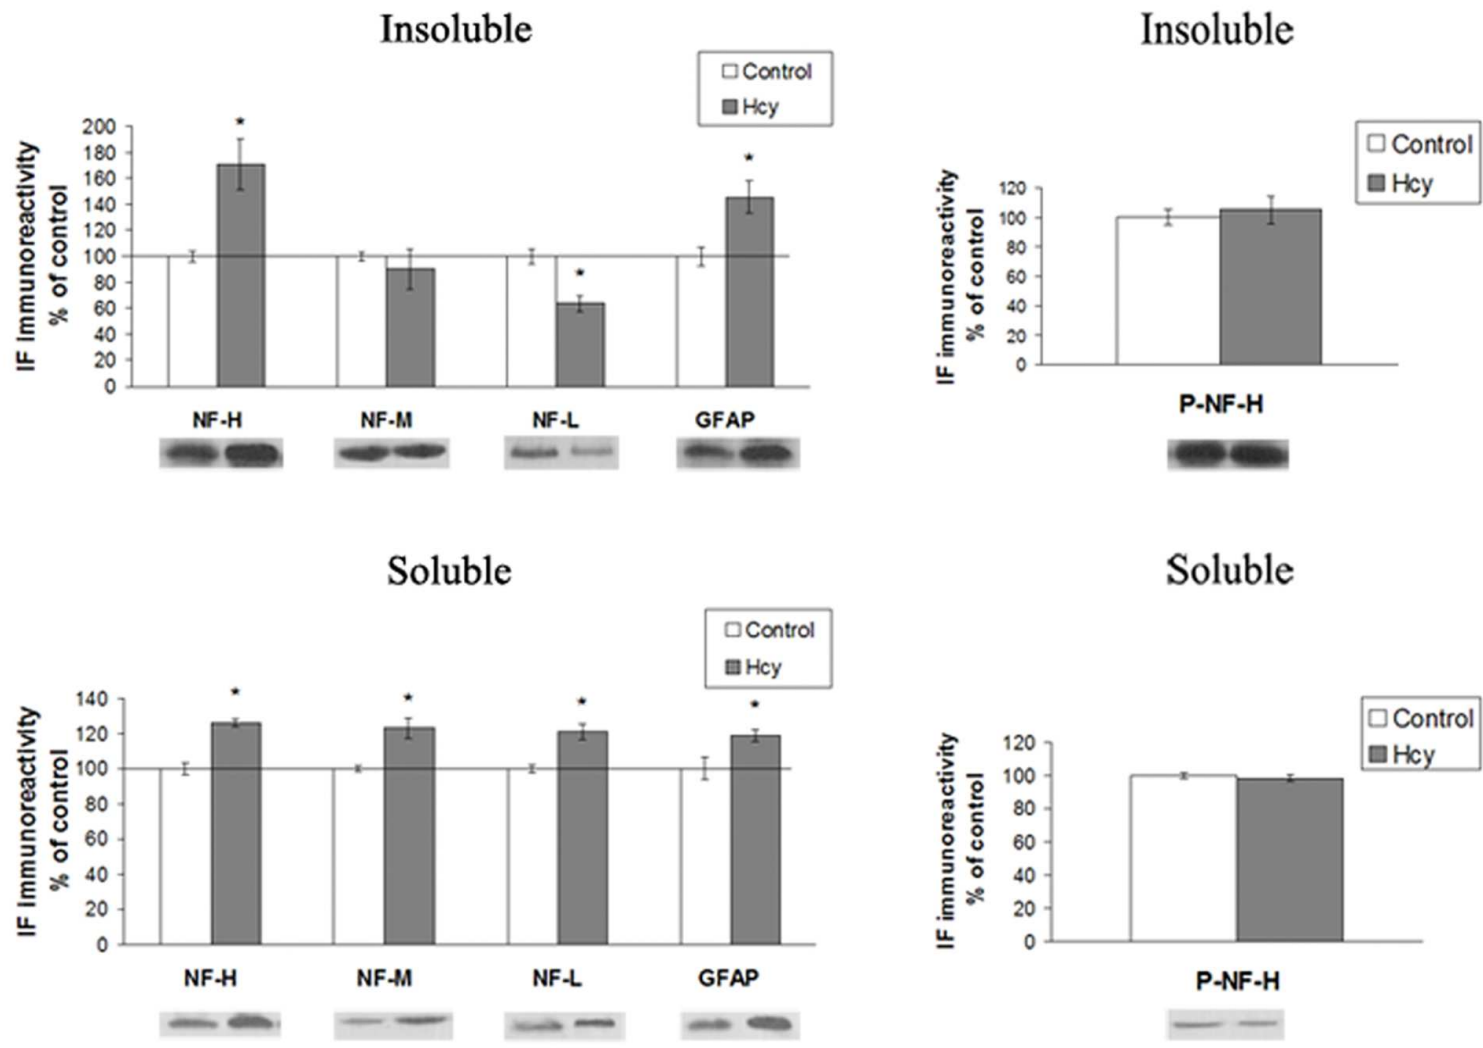 Insoluble
Control
Hcy
*
*
*
200
180
160
140
120
100
80
60
40
20
0
IF immunoreactivity
% of control
NF-H NF-M NF-L GFAP
Insoluble
Control
Hcy
120
100
80
60
40
20
0
IF immunoreactivity
% of control
P-NF-H
Soluble
Control
Hcy
* * * *
140
120
100
80
60
40
20
0
IF immunoreactivity
% of control
NF-H NF-M NF-L GFAP
Soluble
Control
Hcy
120
100
80
60
40
20
0
IF immunoreactivity
% of control
P-NF-H